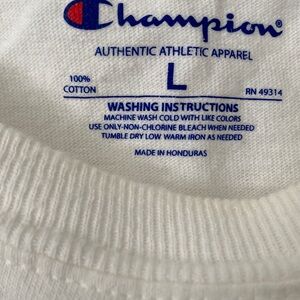 Champion®
AUTHENTIC ATHLETIC APPAREL
100%
COTTON
L
RN 49314
WASHING INSTRUCTIONS
MACHINE WASH COLD WITH LIKE COLORS
USE ONLY-NON-CHLORINE BLEACH WHEN NEEDED
TUMBLE DRY LOW WARM IRON AS NEEDED
MADE IN HONDURAS